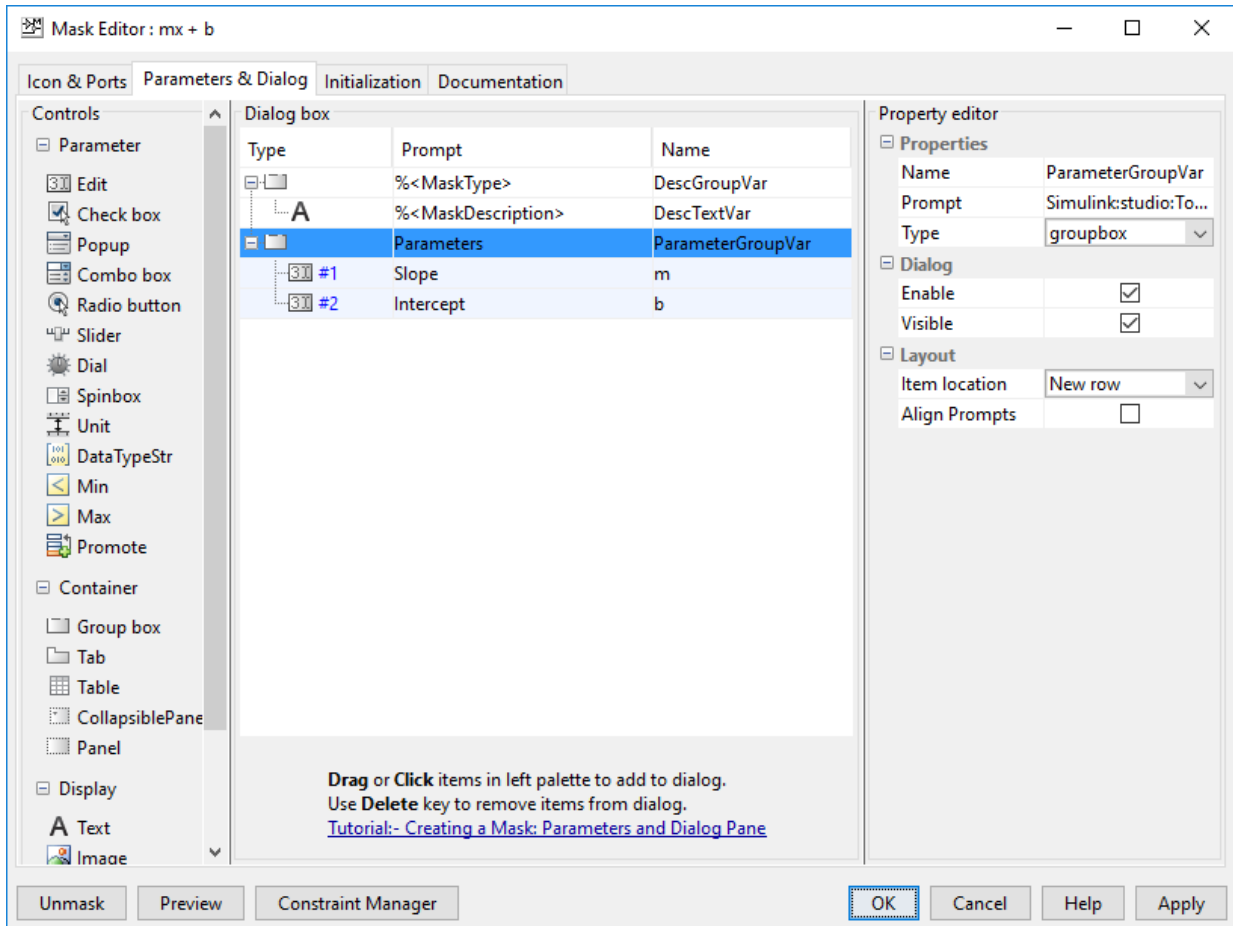 Mask Editor : mx + b
Icon & Ports Parameters & Dialog Initialization Documentation
Controls
Parameter
Edit
Check box
Popup
Combo box
Radio button
Slider
Dial
Spinbox
Unit
DataTypeStr
Min
Max
Promote
Container
Group box
Tab
Table
CollapsiblePane
Panel
Display
Text
Image
Dialog box
Type Prompt Name
%<MaskType> DescGroupVar
A %<MaskDescription> DescTextVar
Parameters ParameterGroupVar
#1 Slope m
#2 Intercept b
Drag or Click items in left palette to add to dialog.
Use Delete key to remove items from dialog.
Tutorial:- Creating a Mask: Parameters and Dialog Pane
Property editor
Properties
Name ParameterGroupVar
Prompt Simulink:studio:To...
Type groupbox
Dialog
Enable
Visible
Layout
Item location New row
Align Prompts
Unmask Preview Constraint Manager OK Cancel Help Apply